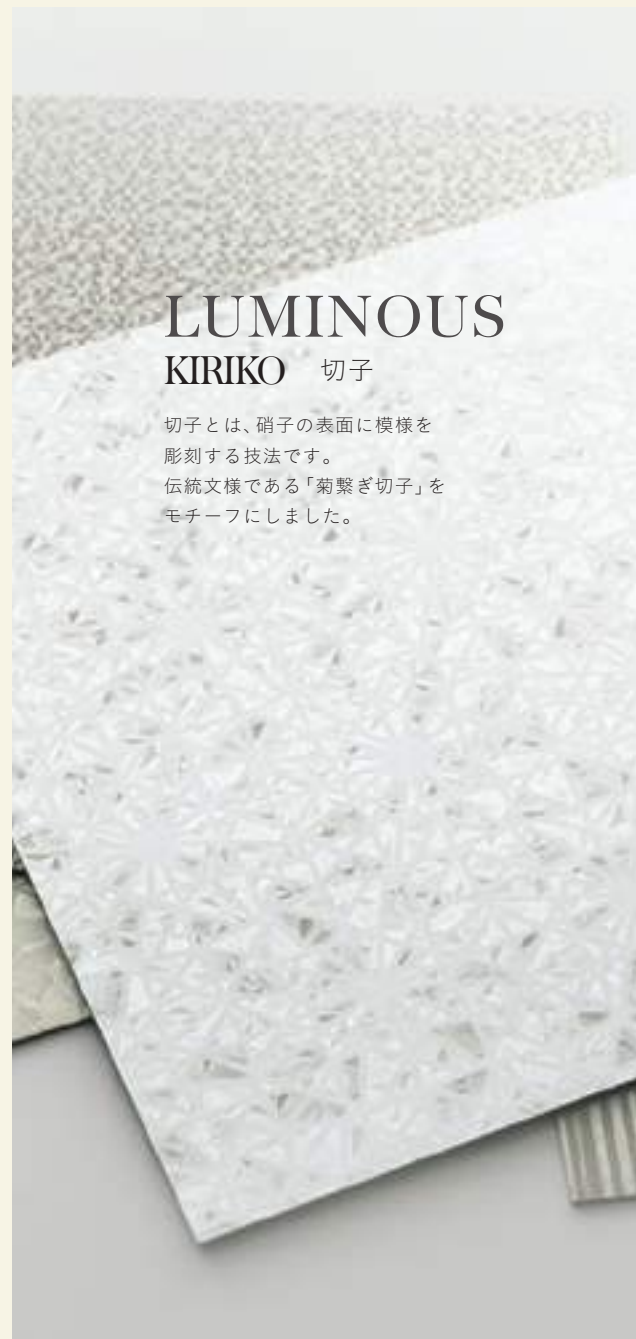 LUMINOUS
KIRIKO 切子
切子とは、硝子の表面に模様を
彫刻する技法です。
伝統文様である「菊繋ぎ切子」を
モチーフにしました。